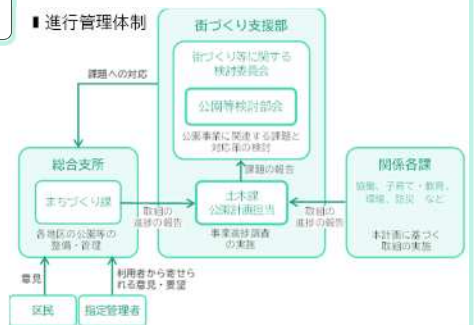 ▮進行管理体制
街づくり支援部
街づくり等に関する
検討委員会
公園等検討部会
公園事業に関連する課題と
対応策の検討
課題への対応
課題の報告
総合支所
まちづくり課
各地区の公園等の
整備・管理
取組の
進捗の報告
土木課
公園計画担当
事業進捗調査
の実施
取組の
進捗の報告
関係各課
協働、子育て・教育、
環境、防災 など
本計画に基づく
取組の実施
意見
利用者から寄せら
れる意見・要望
区民
指定管理者